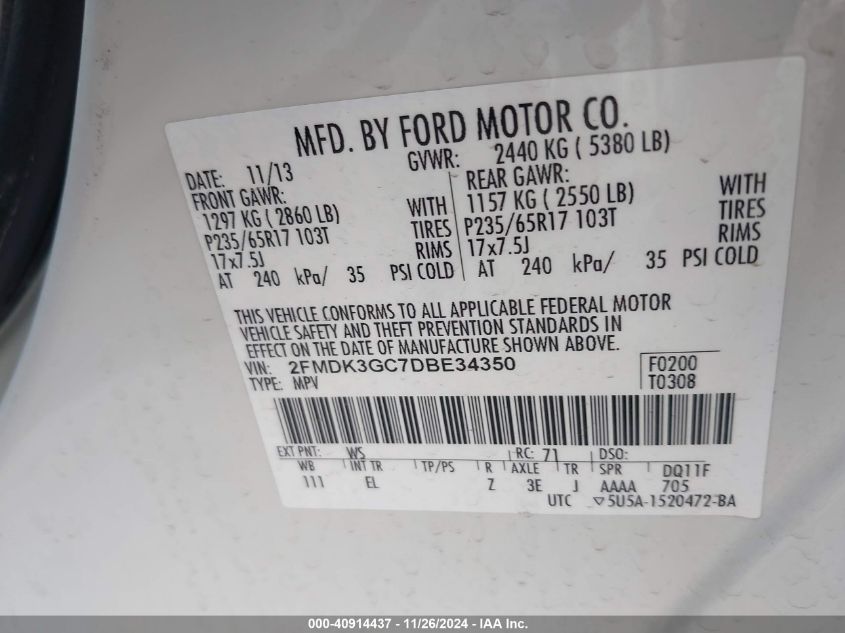 MFD. BY FORD MOTOR CO.
DATE: 11/13 GVWR: 2440 KG ( 5380 LB)
FRONT GAWR: REAR GAWR:
1297 KG ( 2860 LB) WITH 1157 KG ( 2550 LB) WITH
P235/65R17 103T TIRES P235/65R17 103T TIRES
17x7.5J RIMS 17x7.5J RIMS
AT 240 kPa/ 35 PSI COLD AT 240 kPa/ 35 PSI COLD
THIS VEHICLE CONFORMS TO ALL APPLICABLE FEDERAL MOTOR
VEHICLE SAFETY AND THEFT PREVENTION STANDARDS IN
EFFECT ON THE DATE OF MANUFACTURE SHOWN ABOVE.
VIN: 2FMDK3GC7DBE34350 F0200
TYPE: MPV T0308
EXT PNT: WS RC: 71 DSO:
WB INT TR TP/PS R AXLE TR SPR DQ11F
111 EL Z 3E J AAAA 705
UTC ▽5U5A-1520472-BA
000-40914437 - 11/26/2024 - IAA Inc.